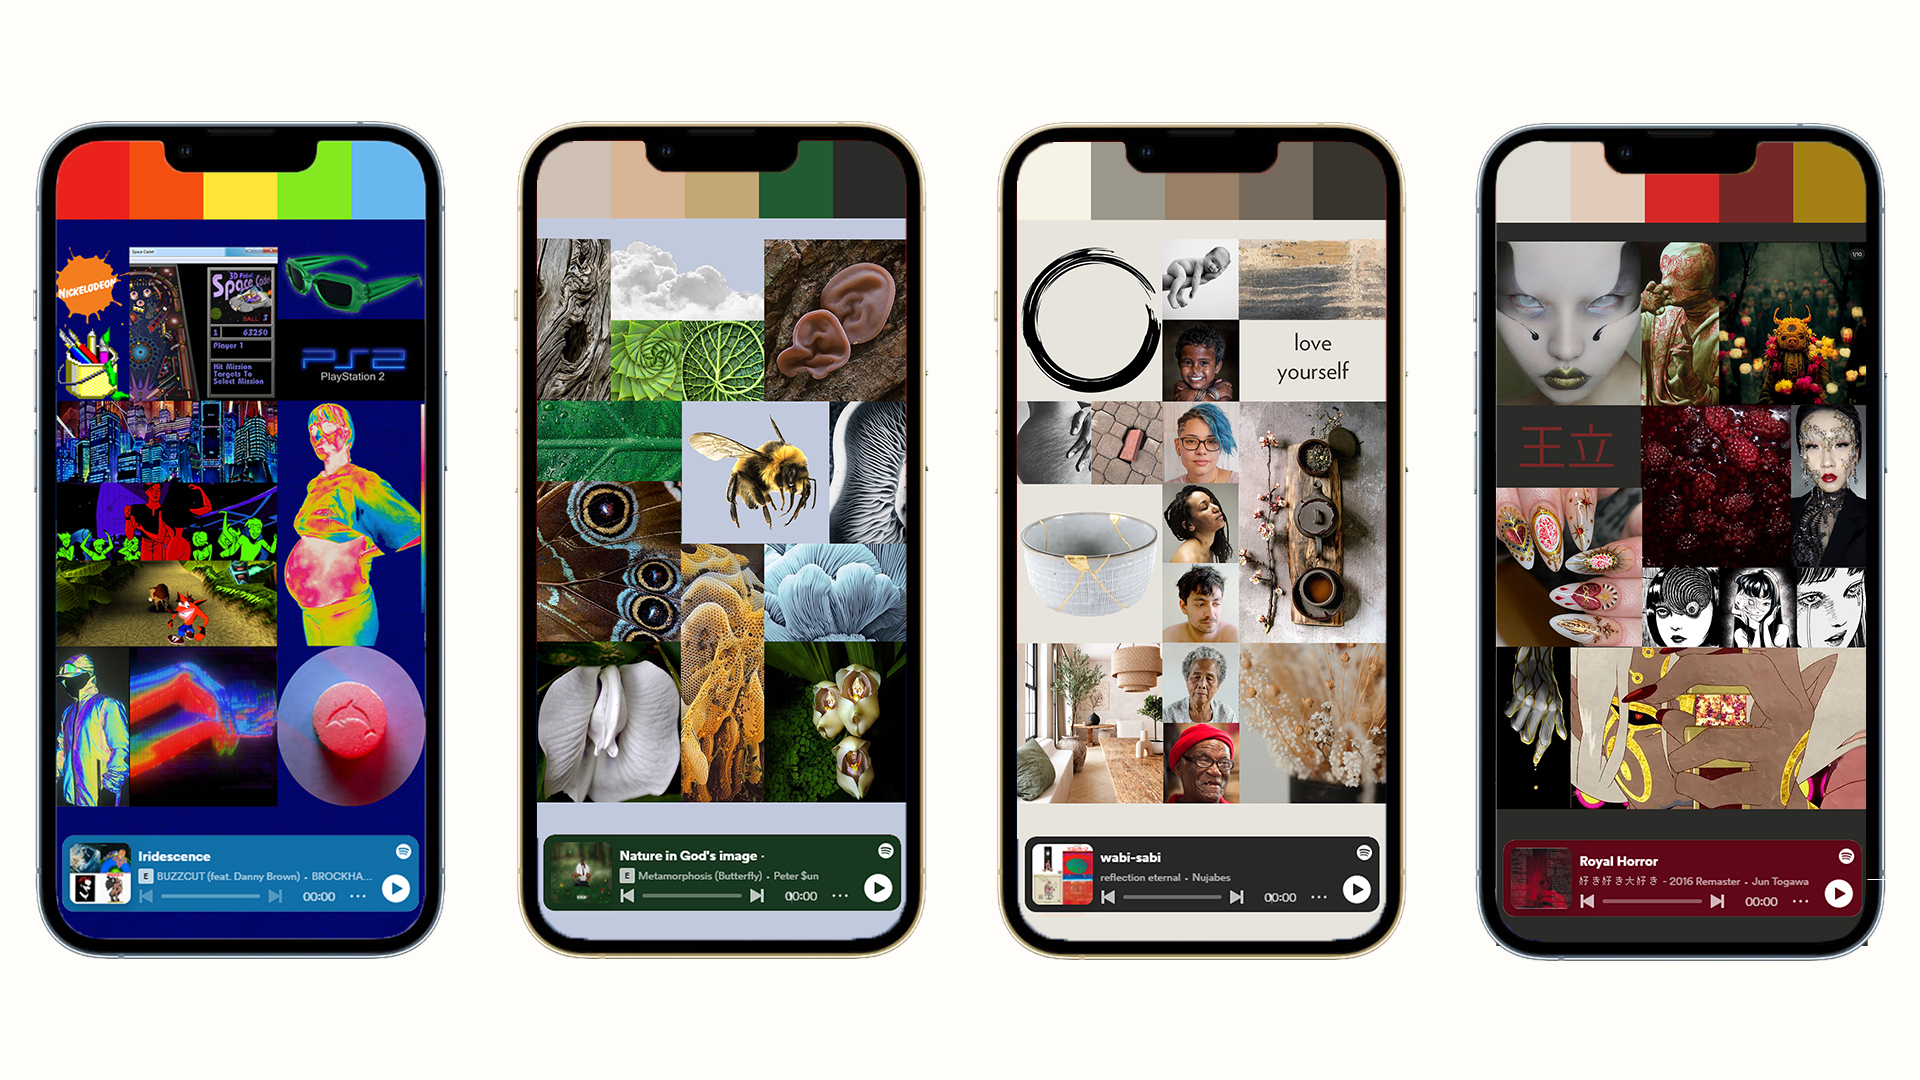 NICKELODEON
Space Cadet
3D Pinball
Space Cadet
BALL 3
1 63250
Player 1
Hit Mission
Targets To
Select Mission
PS2
PlayStation 2
Iridescence
E BUZZCUT (feat. Danny Brown) - BROCKHA...
00:00
Nature in God's image ·
E Metamorphosis (Butterfly) - Peter $un
00:00
love
yourself
wabi-sabi
reflection eternal - Nujabes
00:00
1/10
王立
Royal Horror
好き好き大好き - 2016 Remaster - Jun Togawa
00:00